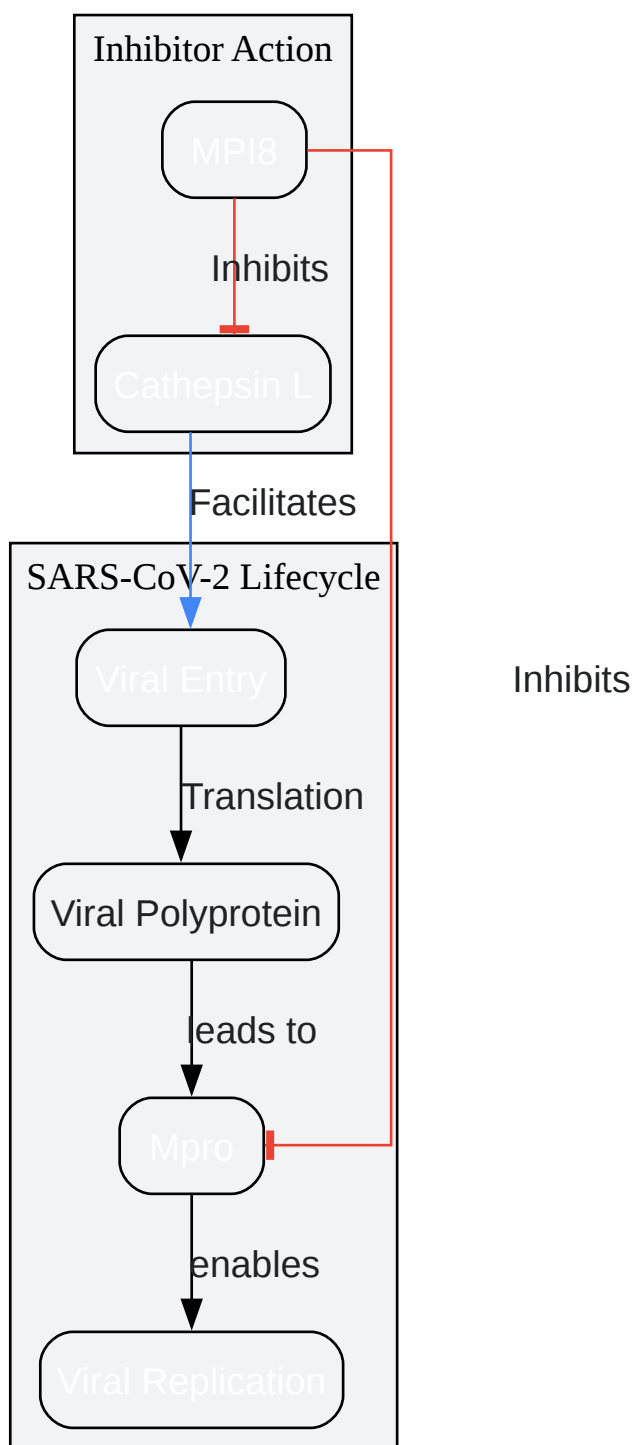 Inhibitor Action
MPI8
Inhibits
Cathepsin L
Facilitates
SARS-CoV-2 Lifecycle
Viral Entry
Inhibits
Translation
Viral Polyprotein
leads to
Mpro
enables
Viral Replication